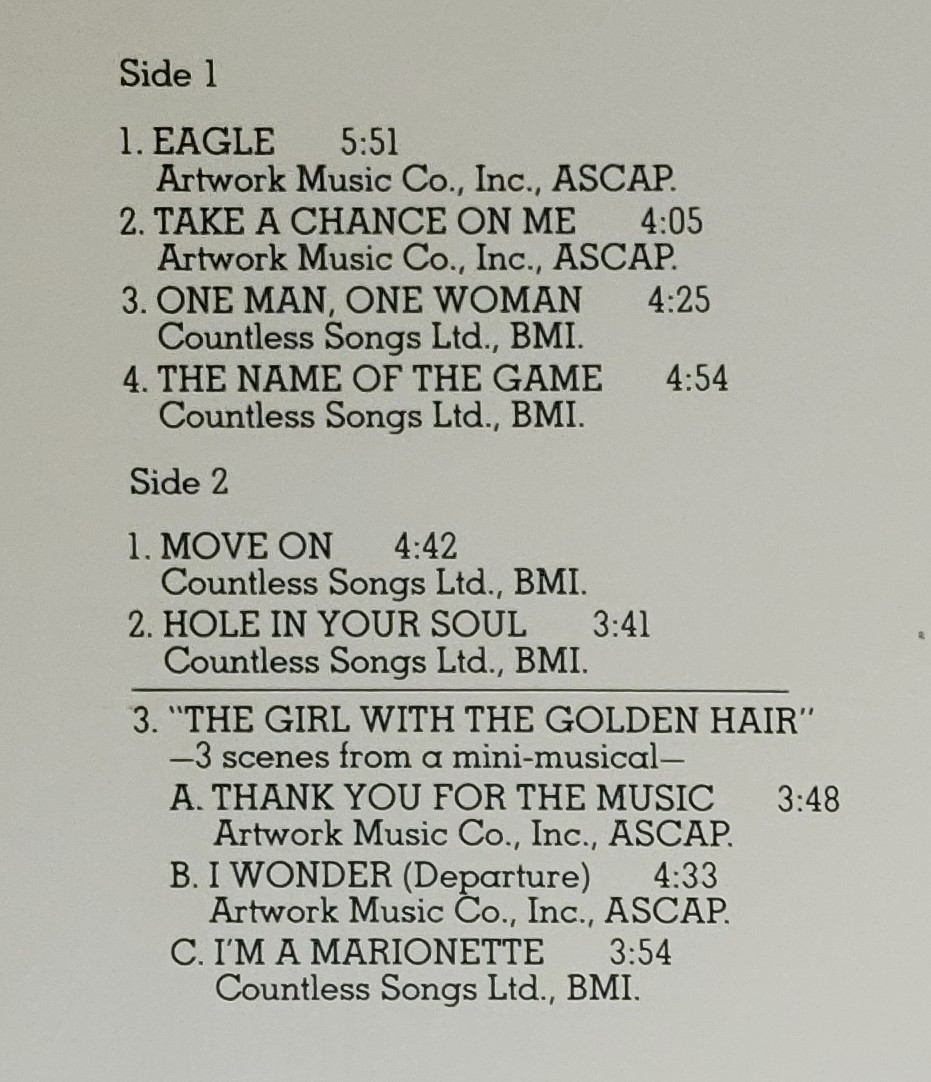 Side 1
1. EAGLE 5:51
Artwork Music Co., Inc., ASCAP.
2. TAKE A CHANCE ON ME 4:05
Artwork Music Co., Inc., ASCAP.
3. ONE MAN, ONE WOMAN 4:25
Countless Songs Ltd., BMI.
4. THE NAME OF THE GAME 4:54
Countless Songs Ltd., BMI.
Side 2
1. MOVE ON 4:42
Countless Songs Ltd., BMI.
2. HOLE IN YOUR SOUL 3:41
Countless Songs Ltd., BMI.
3. "THE GIRL WITH THE GOLDEN HAIR"
—3 scenes from a mini-musical—
A. THANK YOU FOR THE MUSIC 3:48
Artwork Music Co., Inc., ASCAP.
B. I WONDER (Departure) 4:33
Artwork Music Co., Inc., ASCAP.
C. I'M A MARIONETTE 3:54
Countless Songs Ltd., BMI.